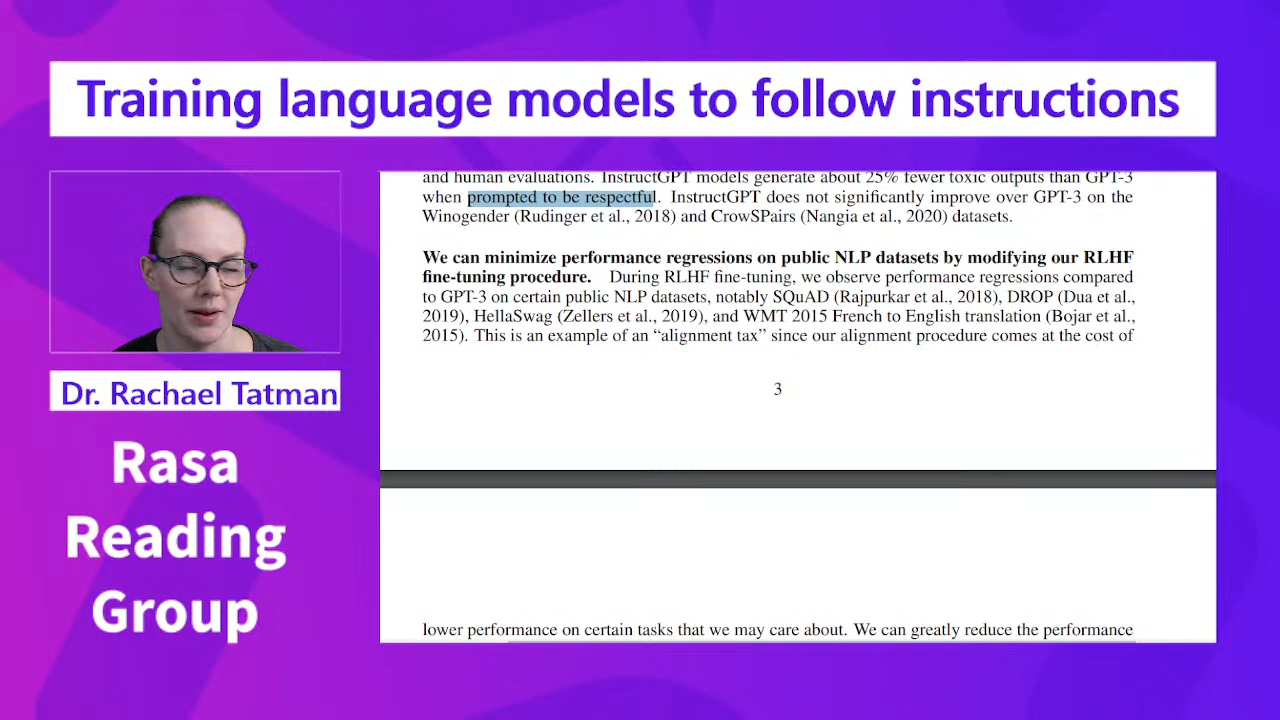 Training language models to follow instructions
Dr. Rachael Tatman
Rasa
Reading
Group
and human evaluations. InstructGPT models generate about 25% fewer toxic outputs than GPT-3
when prompted to be respectful. InstructGPT does not significantly improve over GPT-3 on the
Winogender (Rudinger et al., 2018) and CrowSPairs (Nangia et al., 2020) datasets.
We can minimize performance regressions on public NLP datasets by modifying our RLHF
fine-tuning procedure. During RLHF fine-tuning, we observe performance regressions compared
to GPT-3 on certain public NLP datasets, notably SQuAD (Rajpurkar et al., 2018), DROP (Dua et al.,
2019), HellaSwag (Zellers et al., 2019), and WMT 2015 French to English translation (Bojar et al.,
2015). This is an example of an “alignment tax” since our alignment procedure comes at the cost of
3
lower performance on certain tasks that we may care about. We can greatly reduce the performance